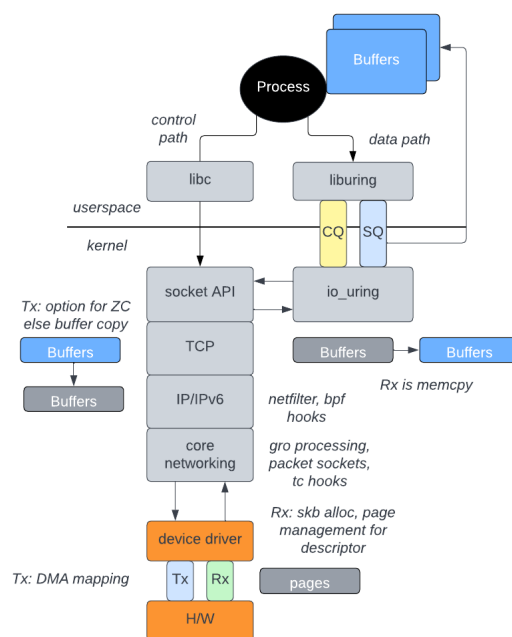 Buffers
Process
control
path
data path
libc
liburing
userspace
CQ
SQ
kernel
socket API
io_uring
Tx: option for ZC
else buffer copy
Buffers
TCP
Buffers
Buffers
Buffers
Rx is memcpy
IP/IPv6
netfilter, bpf
hooks
core
networking
gro processing,
packet sockets,
tc hooks
Rx: skb alloc, page
management for
descriptor
device driver
Tx: DMA mapping
Tx
Rx
pages
H/W